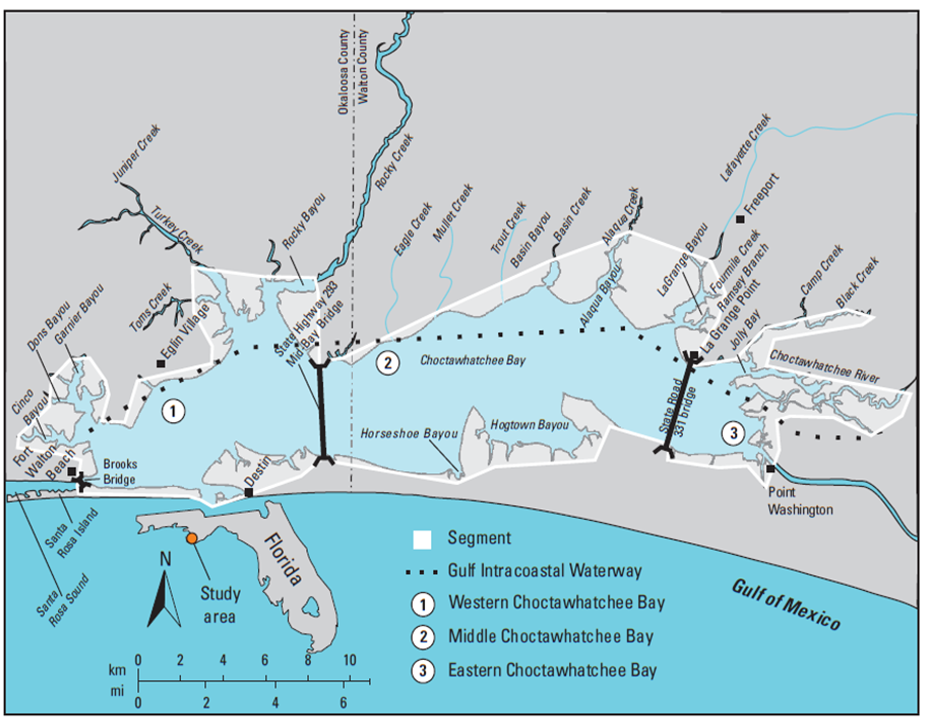 Okaloosa County
Walton County
Juniper Creek
Turkey Creek
Rocky Bayou
Rocky Creek
Eagle Creek
Mullet Creek
Trout Creek
Basin Bayou
Basin Creek
Alaqua Creek
Alaqua Bayou
LaGrange Bayou
Lafayette Creek
Freeport
Fourmile Creek
Ramsey Branch
La Grange Point
Jolly Bay
Camp Creek
Black Creek
Choctawhatchee River
Toms Creek
Eglin Village
Dons Bayou
Garnier Bayou
Cinco
Bayou
Fort
Walton
Beach
Brooks
Bridge
State Highway 293
Mid Bay Bridge
1
2
Choctawhatchee Bay
State Road
331 bridge
3
Horseshoe Bayou
Hogtown Bayou
Destin
Point
Washington
Santa
Rosa Island
Santa
Rosa Sound
N
Florida
Study
area
Gulf of Mexico
Segment
Gulf Intracoastal Waterway
1 Western Choctawhatchee Bay
2 Middle Choctawhatchee Bay
3 Eastern Choctawhatchee Bay
km 0 2 4 6 8 10
mi 0 2 4 6